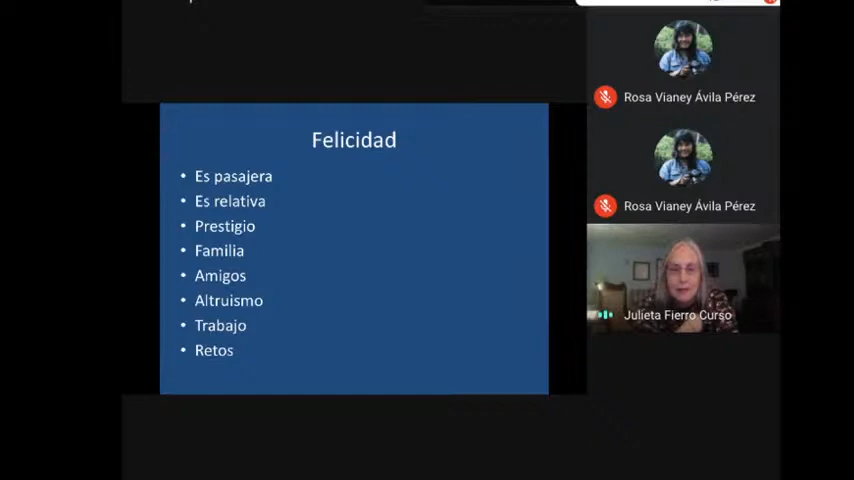 Felicidad
• Es pasajera
• Es relativa
• Prestigio
• Familia
• Amigos
• Altruismo
• Trabajo
• Retos
Rosa Vianey Ávila Pérez
Rosa Vianey Ávila Pérez
Julieta Fierro Curso